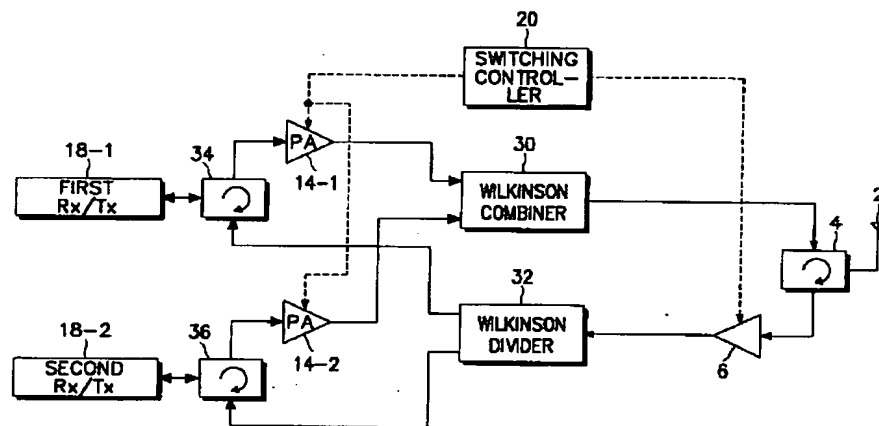 20
SWITCHING
CONTROL-
LER
18-1
FIRST
Rx/Tx
34
PA
14-1
30
WILKINSON
COMBINER
4
2
18-2
SECOND
Rx/Tx
36
PA
14-2
32
WILKINSON
DIVIDER
6